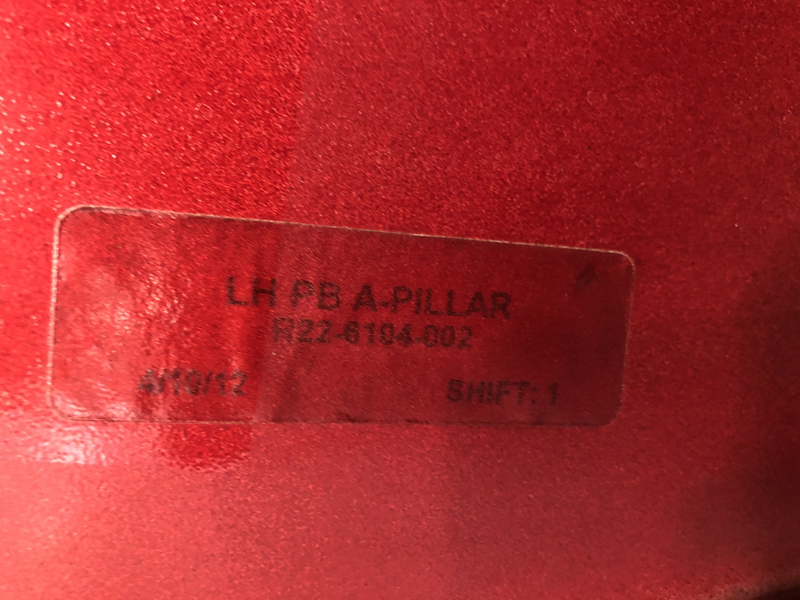 LH PB A-PILLAR
R22-6104-002
4/10/12 SHIFT: 1